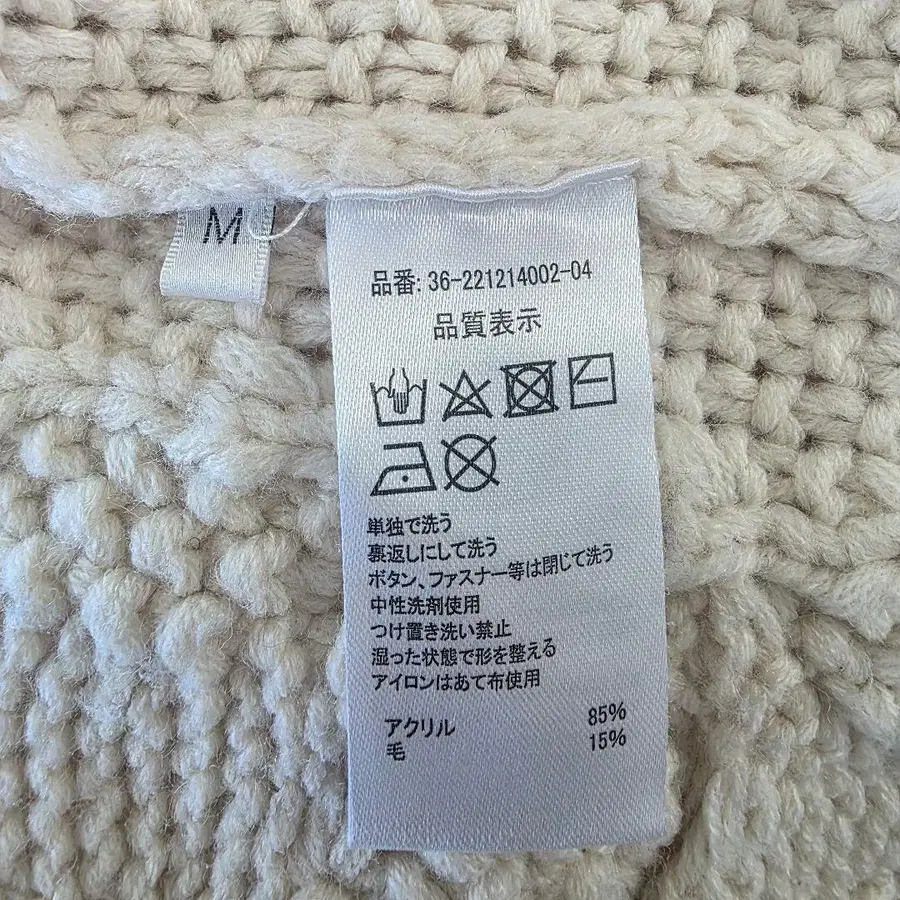 M
品番: 36-221214002-04
品質表示
単独で洗う
裏返しにして洗う
ボタン、ファスナー等は閉じて洗う
中性洗剤使用
つけ置き洗い禁止
湿った状態で形を整える
アイロンはあて布使用
アクリル 85%
毛 15%